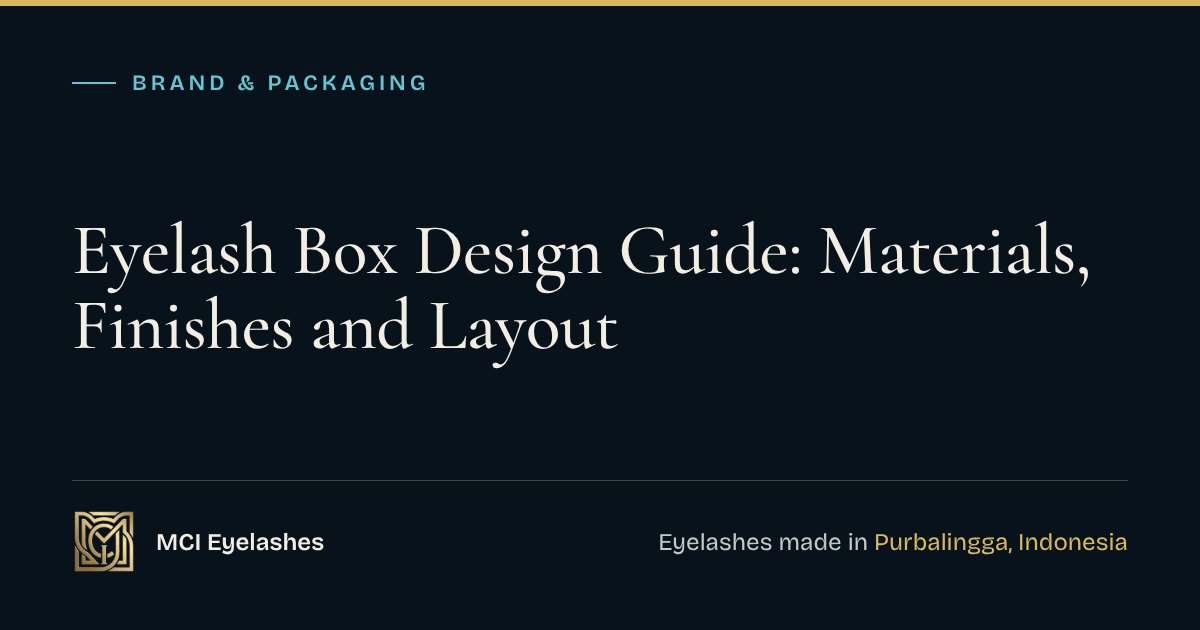 BRAND & PACKAGING
Eyelash Box Design Guide: Materials,
Finishes and Layout
MCI Eyelashes
Eyelashes made in Purbalingga, Indonesia